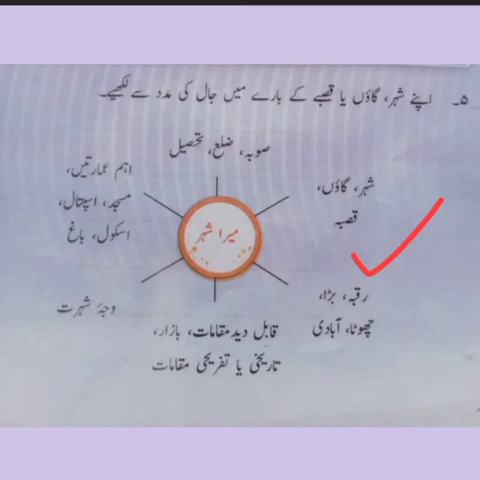 ۵۔ اپنے شہر، گاؤں یا قصبے کے بارے میں جال کی مدد سے لکھیے۔
صوبہ، ضلع، تحصیل
شہر، گاؤں،
قصبہ
رقبہ، بڑا،
چھوٹا، آبادی
قابلِ دید مقامات، بازار،
تاریخی یا تفریحی مقامات
وجۂ شہرت
اہم عمارتیں،
مسجد، اسپتال،
اسکول، باغ
میرا شہر